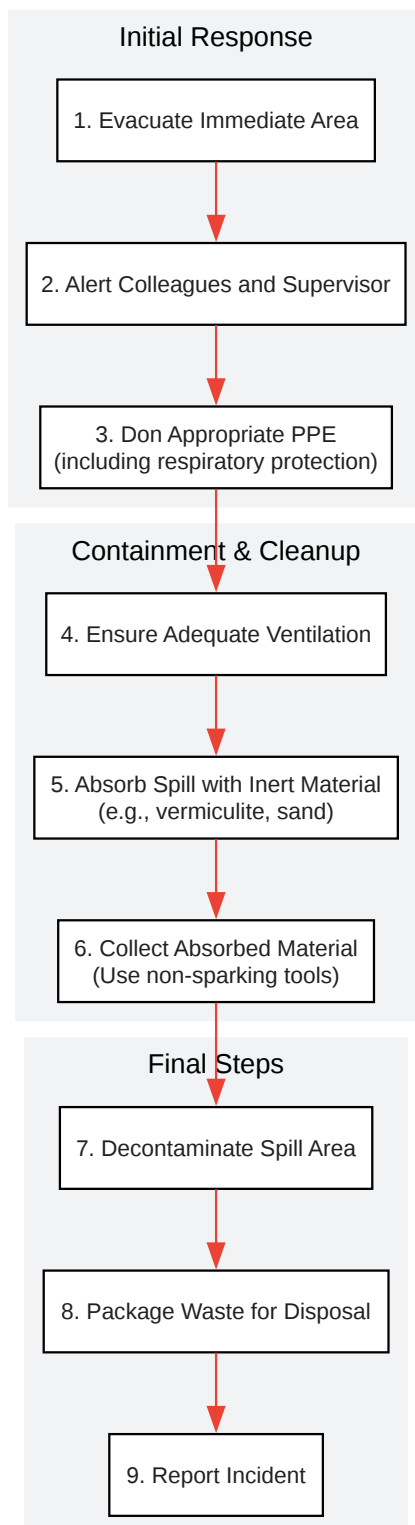 Initial Response
1. Evacuate Immediate Area
2. Alert Colleagues and Supervisor
3. Don Appropriate PPE
(including respiratory protection)
Containment & Cleanup
4. Ensure Adequate Ventilation
5. Absorb Spill with Inert Material
(e.g., vermiculite, sand)
6. Collect Absorbed Material
(Use non-sparking tools)
Final Steps
7. Decontaminate Spill Area
8. Package Waste for Disposal
9. Report Incident